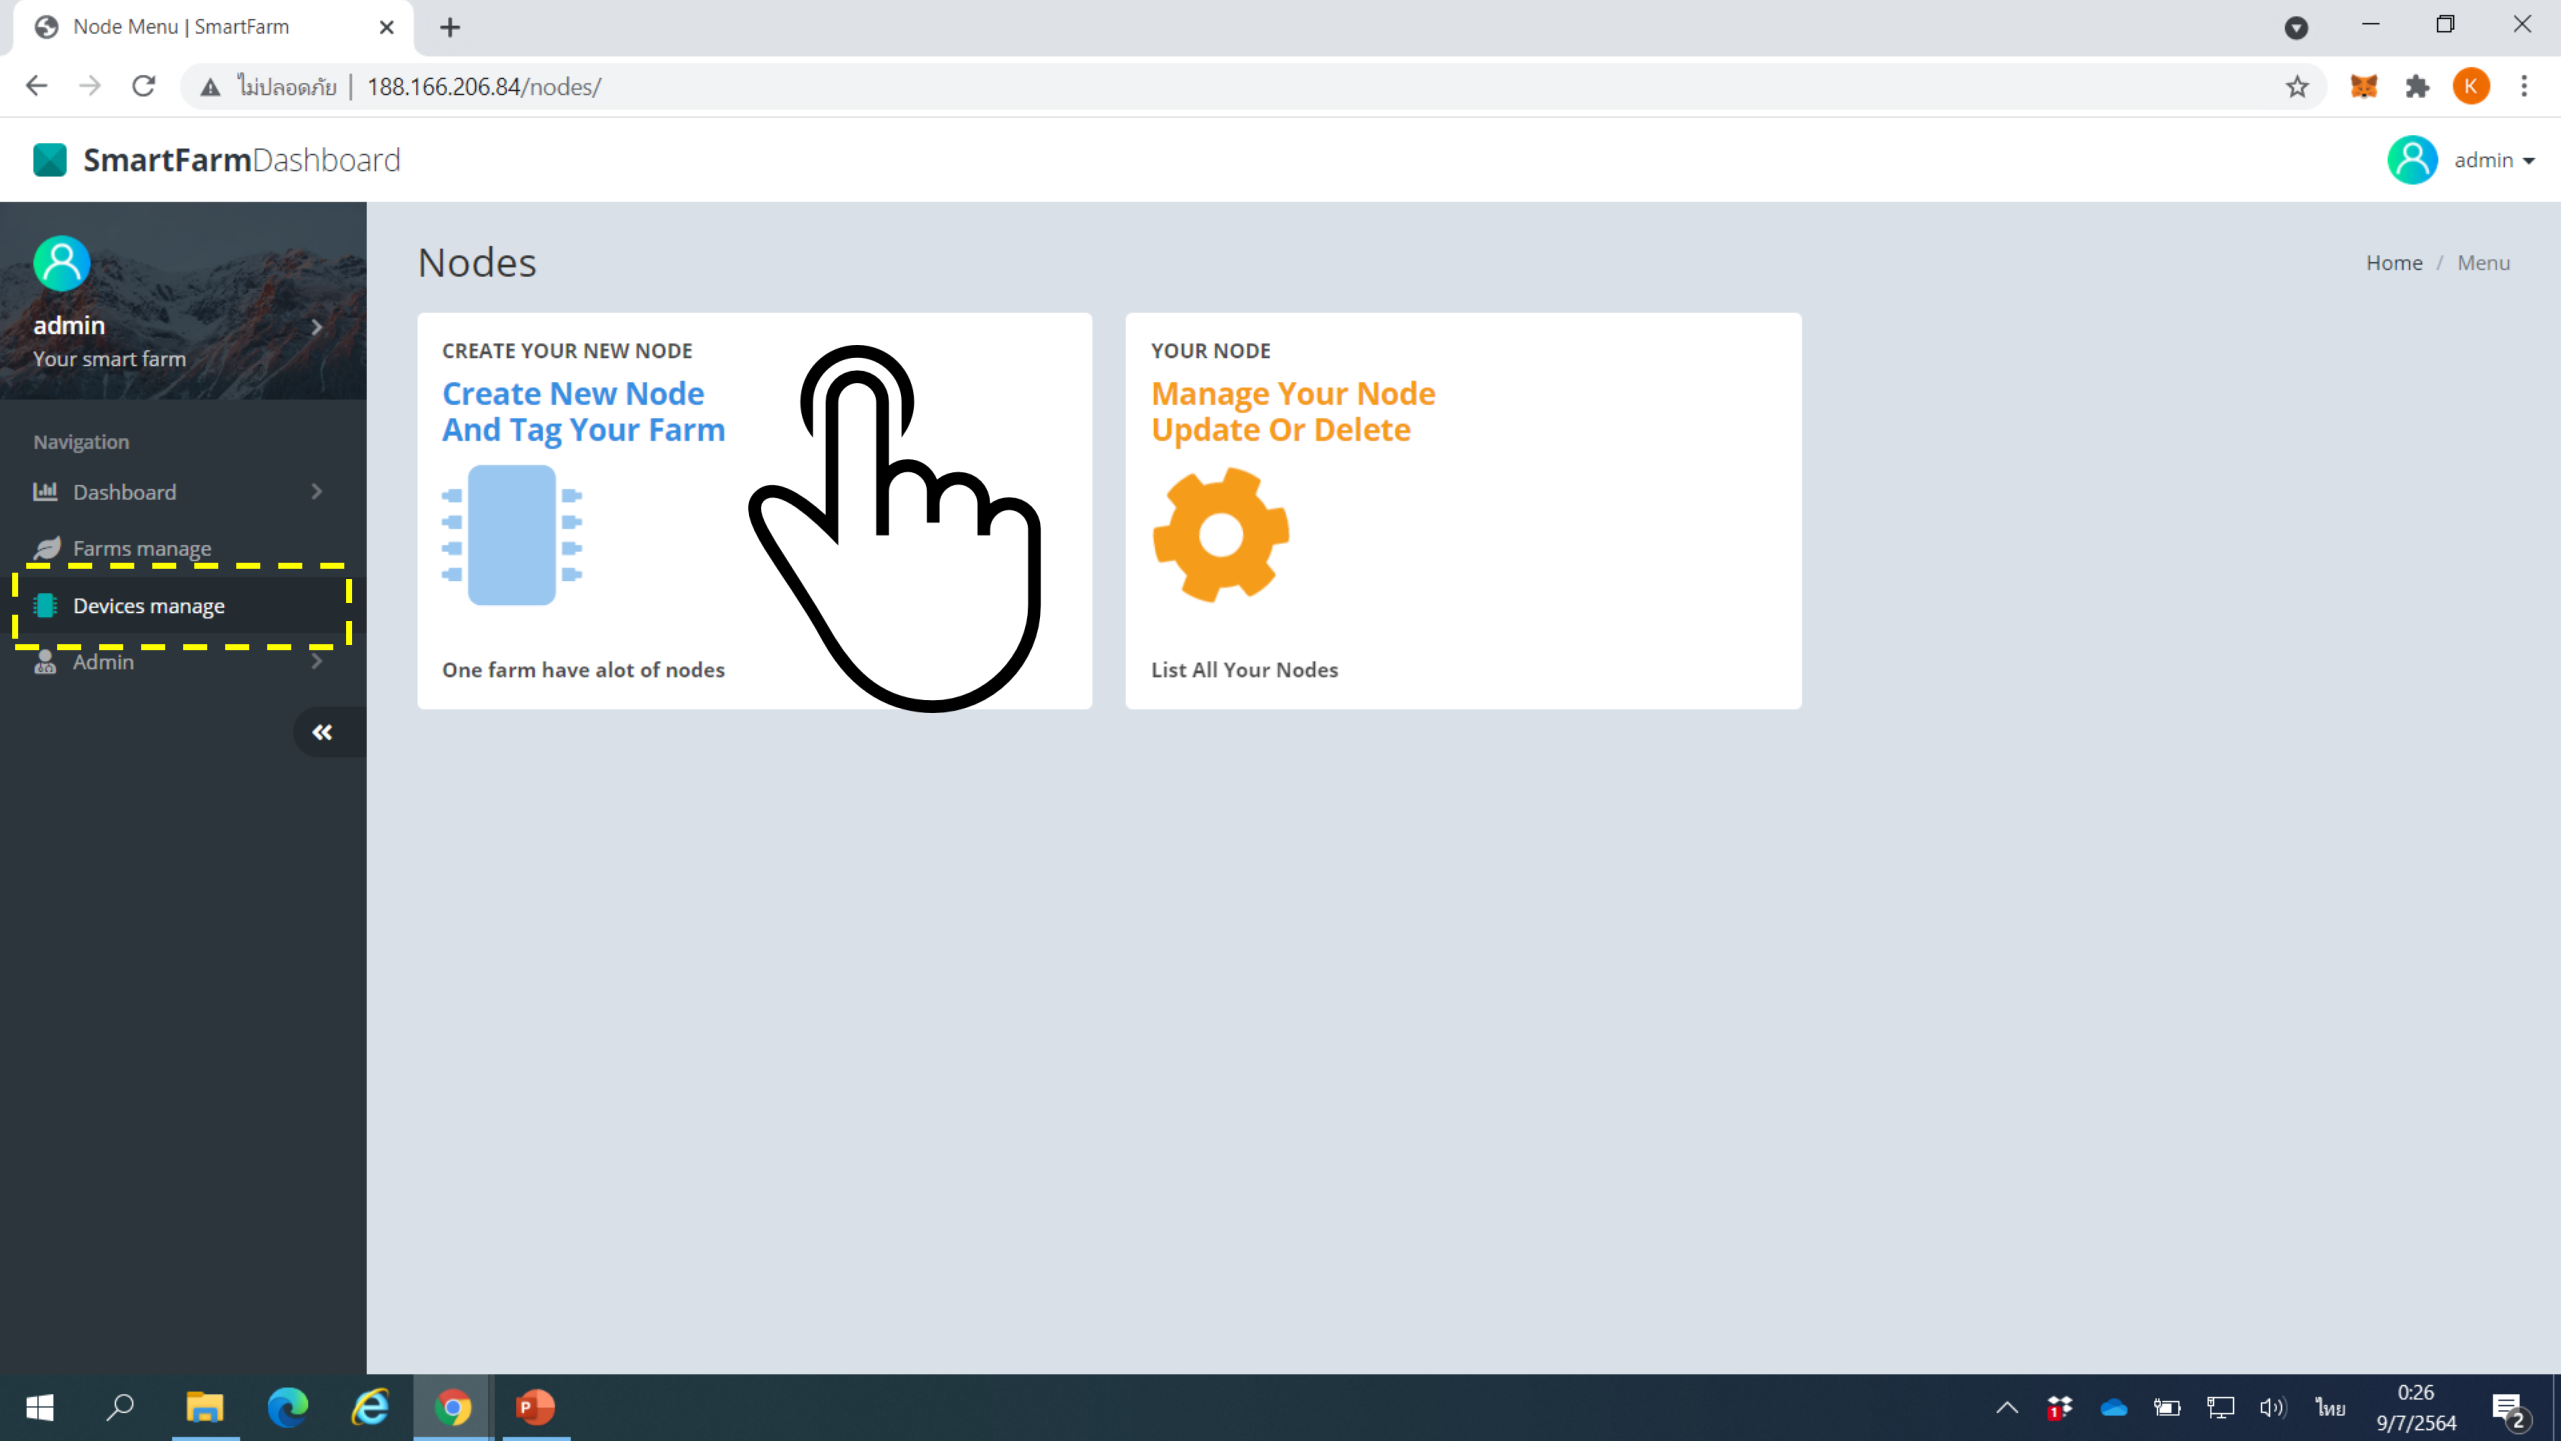 Node Menu | SmartFarm
ไม่ปลอดภัย | 188.166.206.84/nodes/
K
SmartFarmDashboard
admin
admin
Your smart farm
Navigation
Dashboard
Farms manage
Devices manage
Admin
Nodes
Home / Menu
CREATE YOUR NEW NODE
Create New Node
And Tag Your Farm
One farm have alot of nodes
YOUR NODE
Manage Your Node
Update Or Delete
List All Your Nodes
P
1
ไทย
0:26
9/7/2564
2